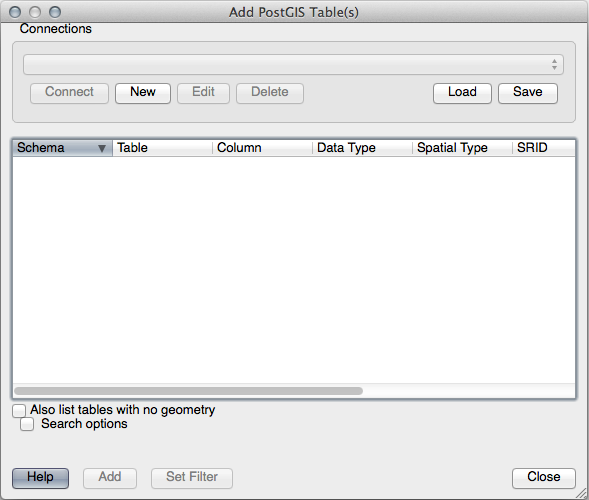 Add PostGIS Table(s)
Connections
Connect New Edit Delete Load Save
Schema Table Column Data Type Spatial Type SRID
Also list tables with no geometry
Search options
Help Add Set Filter Close